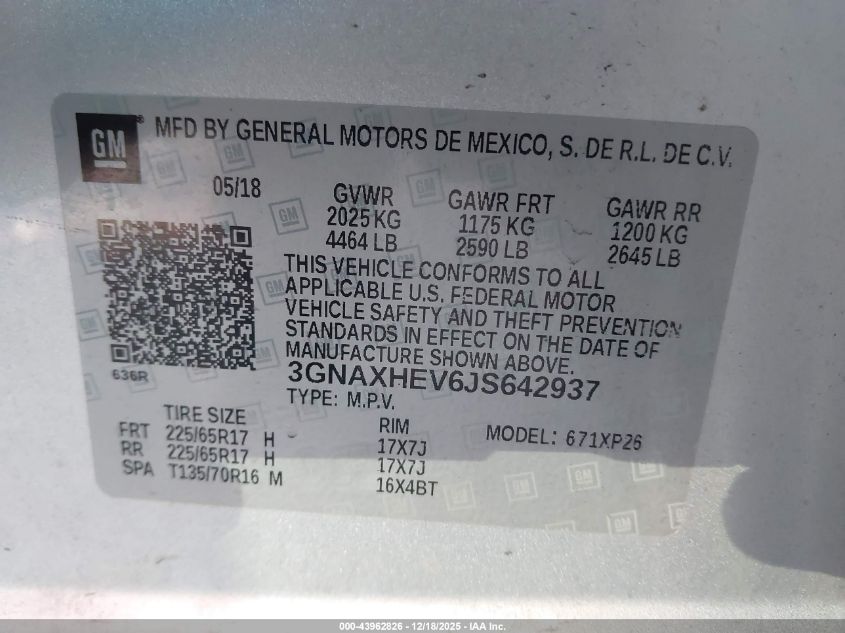 GM MFD BY GENERAL MOTORS DE MEXICO, S. DE R.L. DE C.V.
05/18 GVWR GAWR FRT GAWR RR
2025 KG 1175 KG 1200 KG
4464 LB 2590 LB 2645 LB
THIS VEHICLE CONFORMS TO ALL
APPLICABLE U.S. FEDERAL MOTOR
VEHICLE SAFETY AND THEFT PREVENTION
STANDARDS IN EFFECT ON THE DATE OF
MANUFACTURE SHOWN ABOVE.
636R
3GNAXHEV6JS642937
TYPE: M.P.V.
TIRE SIZE RIM MODEL: 671XP26
FRT 225/65R17 H 17X7J
RR 225/65R17 H 17X7J
SPA T135/70R16 M 16X4BT
000-43962826 - 12/18/2025 - IAA Inc.